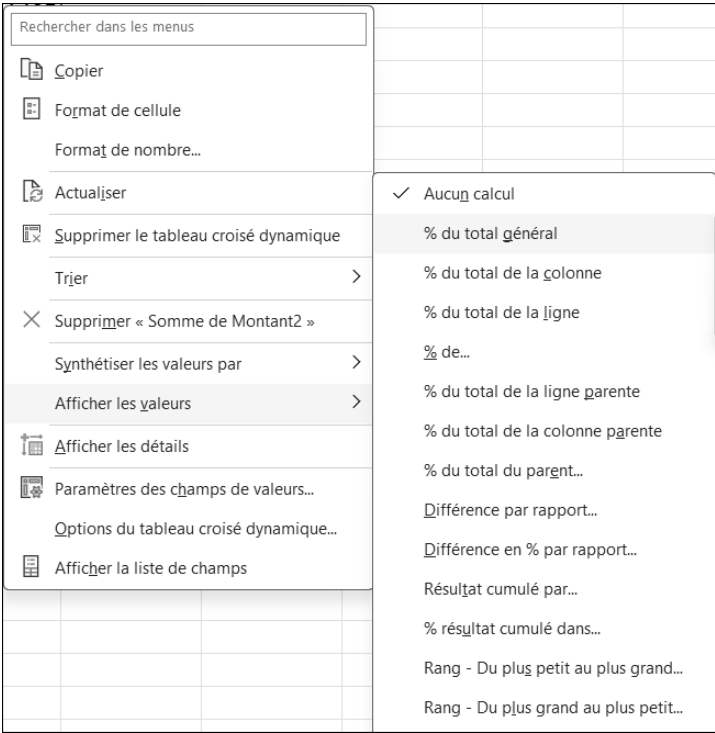 Rechercher dans les menus
Copier
Format de cellule
Format de nombre...
Actualiser
Supprimer le tableau croisé dynamique
Trier
Supprimer « Somme de Montant2 »
Synthétiser les valeurs par
Afficher les valeurs
Afficher les détails
Paramètres des champs de valeurs...
Options du tableau croisé dynamique...
Afficher la liste de champs
Aucun calcul
% du total général
% du total de la colonne
% du total de la ligne
% de...
% du total de la ligne parente
% du total de la colonne parente
% du total du parent...
Différence par rapport...
Différence en % par rapport...
Résultat cumulé par...
% résultat cumulé dans...
Rang - Du plus petit au plus grand...
Rang - Du plus grand au plus petit...